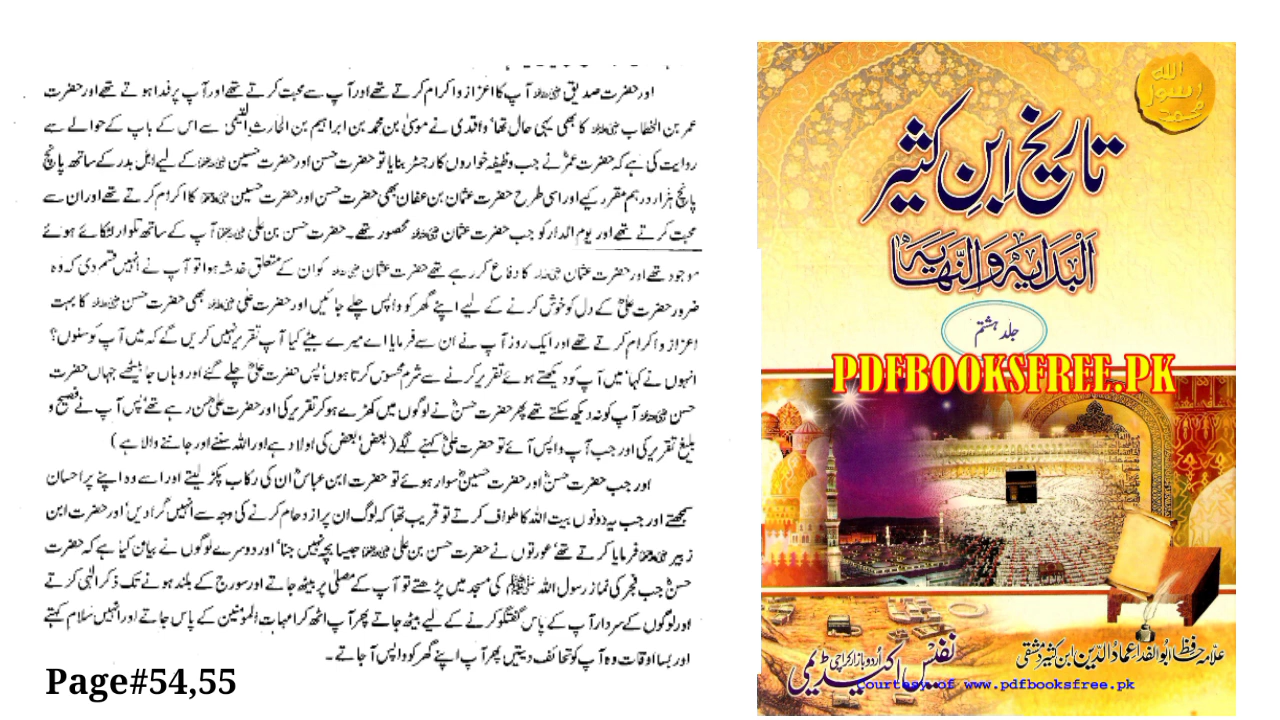 اور حضرت صدیق رضی اللہ عنہ آپ کا اعزاز و اکرام کرتے تھے اور آپ سے محبت کرتے تھے اور آپ پر فدا ہوتے تھے اور حضرت
عمر بن الخطاب رضی اللہ عنہ کا بھی یہی حال تھا' واقدی نے موسیٰ بن محمد بن ابراہیم بن الحارث التیمی سے اس کے باپ کے حوالے سے
روایت کی ہے کہ حضرت عمرؓ نے جب وظیفہ خواروں کا رجسٹر بنایا تو حضرت حسن اور حضرت حسین رضی اللہ عنہما کے لیے اہل بدر کے ساتھ پانچ
پانچ ہزار درہم مقرر کیے اور اسی طرح حضرت عثمان بن عفان بھی حضرت حسن اور حضرت حسین رضی اللہ عنہما کا اکرام کرتے تھے اور ان سے
محبت کرتے تھے اور یوم الدار کو جب حضرت عثمان رضی اللہ عنہ محصور تھے۔ حضرت حسن بن علی رضی اللہ عنہما آپ کے ساتھ تلوار لٹکائے ہوئے
موجود تھے اور حضرت عثمان رضی اللہ عنہ کا دفاع کر رہے تھے حضرت عثمان رضی اللہ عنہ کو ان کے متعلق خدشہ ہوا تو آپ نے انہیں قسم دی کہ وہ
ضرور حضرت علیؓ کے دل کو خوش کرنے کے لیے اپنے گھر کو واپس چلے جائیں اور حضرت علی رضی اللہ عنہ بھی حضرت حسن رضی اللہ عنہ کا بہت
اعزاز و اکرام کرتے تھے اور ایک روز آپ نے ان سے فرمایا اے میرے بیٹے کیا آپ تقریر نہیں کریں گے کہ میں آپ کو سنوں؟
انہوں نے کہا' میں آپ کو دیکھتے ہوئے تقریر کرنے سے شرم محسوس کرتا ہوں' پس حضرت علیؓ چلے گئے اور وہاں جا بیٹھے جہاں حضرت
حسن رضی اللہ عنہ آپ کو نہ دیکھ سکتے تھے پھر حضرت حسنؓ نے لوگوں میں کھڑے ہو کر تقریر کی اور حضرت علیؓ سن رہے تھے' پس آپ نے فصیح و
بلیغ تقریر کی اور جب آپ واپس آئے تو حضرت علیؓ کہنے لگے (بعض' بعض کی اولاد ہے اور اللہ سننے اور جاننے والا ہے)
اور جب حضرت حسنؓ اور حضرت حسینؓ سوار ہوتے تو حضرت ابن عباسؓ ان کی رکاب پکڑ لیتے اور اسے وہ اپنے پر احسان
سمجھتے اور جب یہ دونوں بیت اللہ کا طواف کرتے تو قریب تھا کہ لوگ ان پر ازدحام کرنے کی وجہ سے انہیں گرا دیں' اور حضرت ابن
زبیر رضی اللہ عنہما فرمایا کرتے تھے' عورتوں نے حضرت حسن بن علی رضی اللہ عنہما جیسا بچہ نہیں جنا' اور دوسرے لوگوں نے بیان کیا ہے کہ حضرت
حسنؓ جب فجر کی نماز رسول اللہ ﷺ کی مسجد میں پڑھتے تو آپ کے مصلیٰ پر بیٹھ جاتے اور سورج کے بلند ہونے تک ذکر الٰہی کرتے
اور لوگوں کے سردار آپ کے پاس گفتگو کرنے کے لیے بیٹھ جاتے پھر آپ اٹھ کر امہات المومنین کے پاس جاتے اور انہیں سلام کہتے
اور بسا اوقات وہ آپ کو تحائف دیتیں پھر آپ اپنے گھر کو واپس آ جاتے۔
Page#54,55
الله
رسول
محمد
تاریخ ابن کثیر
البدایہ والنہایہ
جلد ہشتم
PDFBOOKSFREE.PK
علامہ حافظ ابوالفدا عماد الدین ابن کثیر دمشقی
نفیس اکیڈیمی اردو بازار کراچی
Courtesy of www.pdfbooksfree.pk